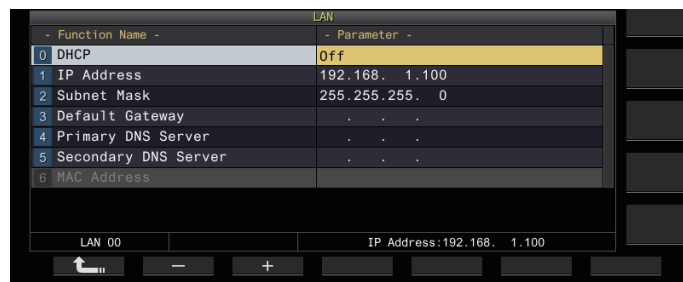 LAN
- Function Name - - Parameter -
0 DHCP Off
1 IP Address 192.168. 1.100
2 Subnet Mask 255.255.255. 0
3 Default Gateway . . .
4 Primary DNS Server . . .
5 Secondary DNS Server . . .
6 MAC Address
LAN 00 IP Address:192.168. 1.100
− +